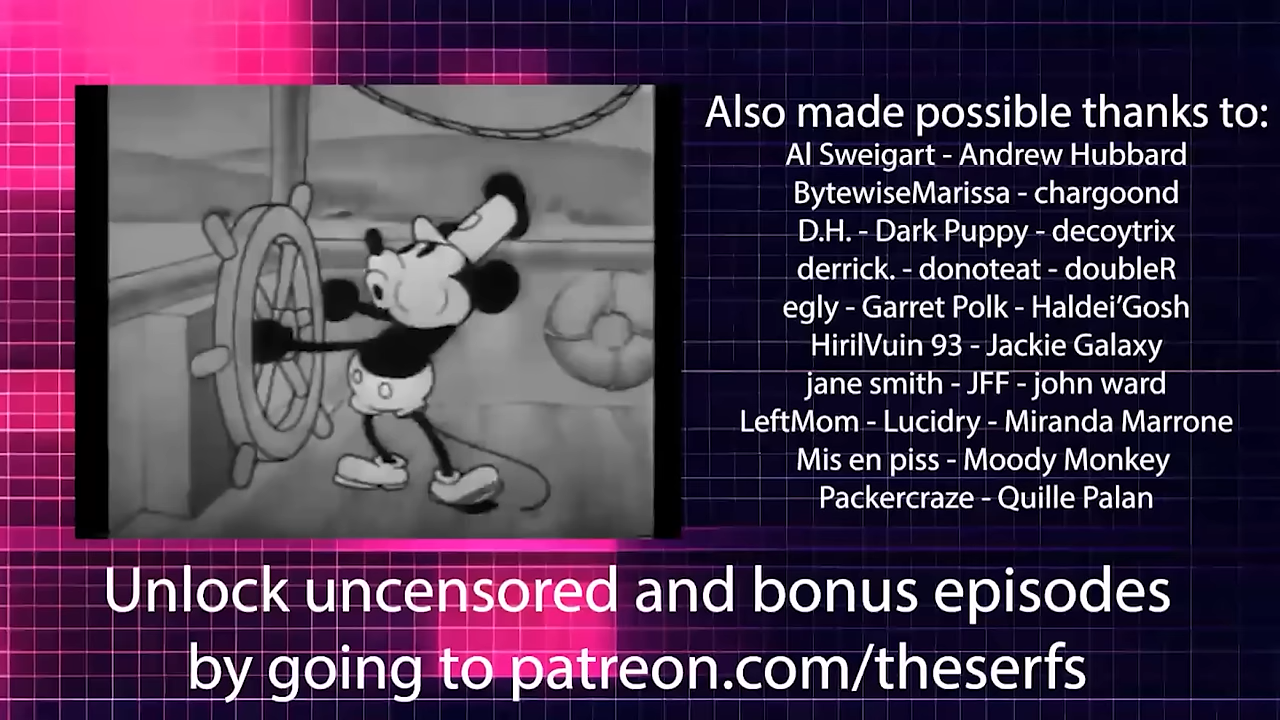 Also made possible thanks to:
Al Sweigart - Andrew Hubbard
BytewiseMarissa - chargoond
D.H. - Dark Puppy - decoytrix
derrick. - donoteat - doubleR
egly - Garret Polk - Haldei’Gosh
HirilVuin 93 - Jackie Galaxy
jane smith - JFF - john ward
LeftMom - Lucidry - Miranda Marrone
Mis en piss - Moody Monkey
Packercraze - Quille Palan
Unlock uncensored and bonus episodes
by going to patreon.com/theserfs